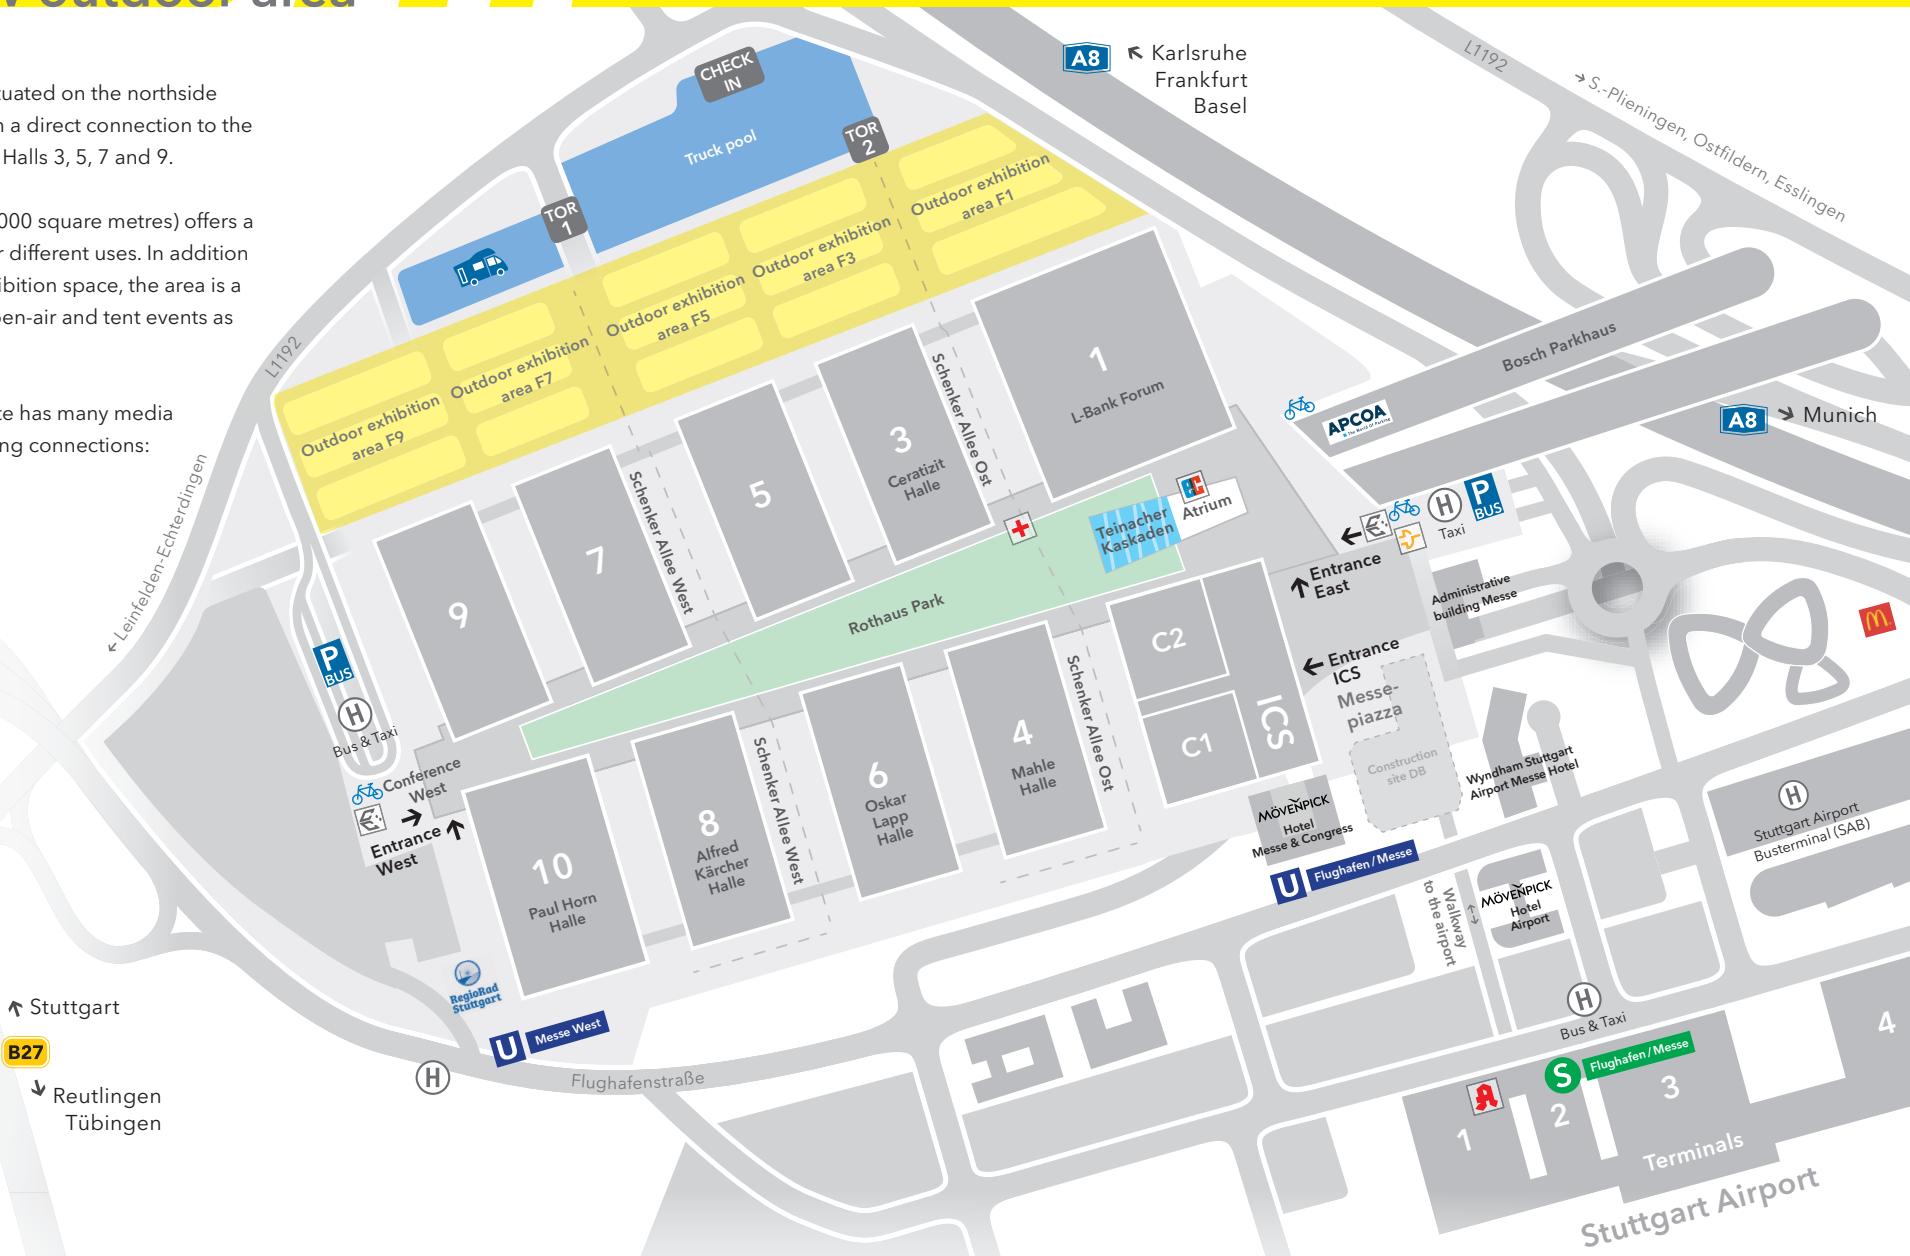 outdoor area
tuated on the northside
a direct connection to the
Halls 3, 5, 7 and 9.
000 square metres) offers a
r different uses. In addition
ibition space, the area is a
en-air and tent events as
te has many media
ng connections:
CHECK
IN
Truck pool
TOR
1
TOR
2
A8
Karlsruhe
Frankfurt
Basel
L1192
S.-Plieningen, Ostfildern, Esslingen
Outdoor exhibition
area F1
Outdoor exhibition
area F3
Outdoor exhibition
area F5
Outdoor exhibition
area F7
Outdoor exhibition
area F9
L1192
Leinfelden-Echterdingen
1
L-Bank Forum
3
Ceratizit
Halle
5
7
9
Schenker Allee Ost
Schenker Allee West
Bosch Parkhaus
APCOA
A8
Munich
Teinacher
Kaskaden
EC
Atrium
Rothaus Park
P
BUS
H
Taxi
Entrance
East
Administrative
building Messe
Entrance
ICS
Messe-
piazza
Construction
site DB
C2
C1
ICS
P
BUS
H
Bus & Taxi
Conference
West
Entrance
West
10
Paul Horn
Halle
8
Alfred
Kärcher
Halle
6
Oskar
Lapp
Halle
4
Mahle
Halle
Schenker Allee West
Schenker Allee Ost
MÖVENPICK
Hotel
Messe & Congress
Wyndham Stuttgart
Airport Messe Hotel
U
Flughafen / Messe
Walkway
to the airport
MÖVENPICK
Hotel
Airport
H
Stuttgart Airport
Busterminal (SAB)
RegioRad
Stuttgart
U
Messe West
H
Flughafenstraße
Stuttgart
B27
Reutlingen
Tübingen
H
Bus & Taxi
S
Flughafen / Messe
1
2
3
4
Terminals
Stuttgart Airport